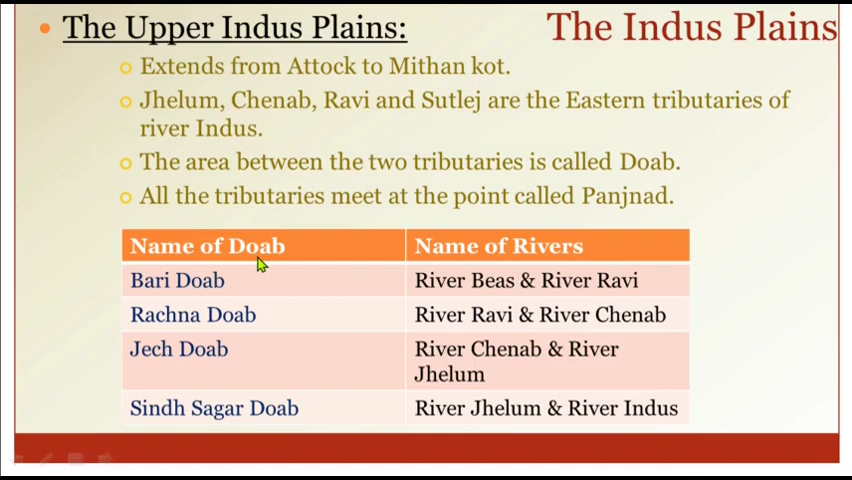 The Indus Plains
The Upper Indus Plains:
Extends from Attock to Mithan kot.
Jhelum, Chenab, Ravi and Sutlej are the Eastern tributaries of
river Indus.
The area between the two tributaries is called Doab.
All the tributaries meet at the point called Panjnad.
Name of Doab Name of Rivers
Bari Doab River Beas & River Ravi
Rachna Doab River Ravi & River Chenab
Jech Doab River Chenab & River
Jhelum
Sindh Sagar Doab River Jhelum & River Indus